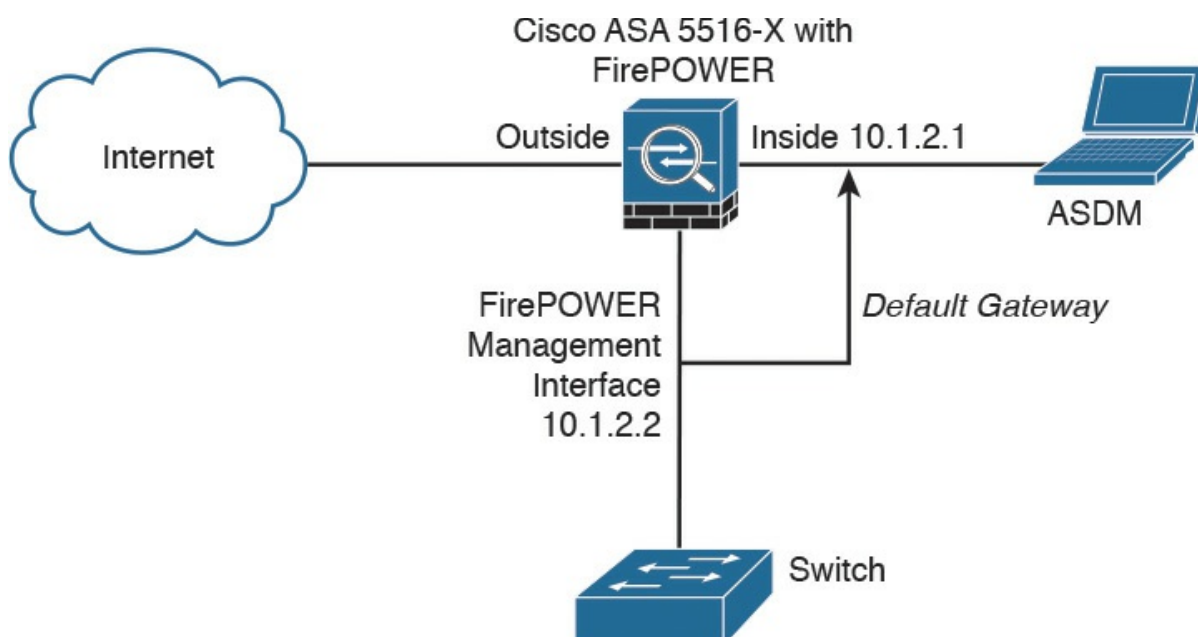 Cisco ASA 5516-X with
FirePOWER
Internet
Outside
Inside 10.1.2.1
ASDM
FirePOWER
Management
Interface
10.1.2.2
Default Gateway
Switch